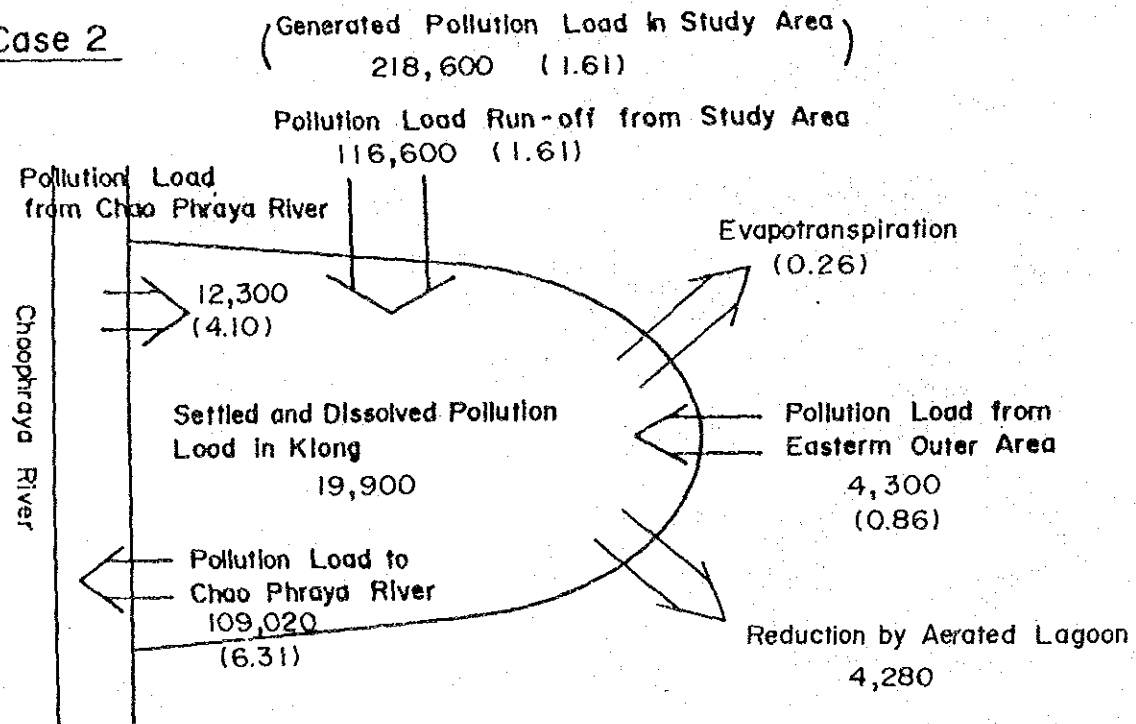 Case 2
(Generated Pollution Load in Study Area)
218,600 (1.61)
Pollution Load Run-off from Study Area
116,600 (1.61)
Pollution Load
from Chao Phraya River
Evapotranspiration
(0.26)
12,300
(4.10)
Chaophraya River
Settled and Dissolved Pollution
Load in Klong
19,900
Pollution Load from
Easterm Outer Area
4,300
(0.86)
Pollution Load to
Chao Phraya River
109,020
(6.31)
Reduction by Aerated Lagoon
4,280